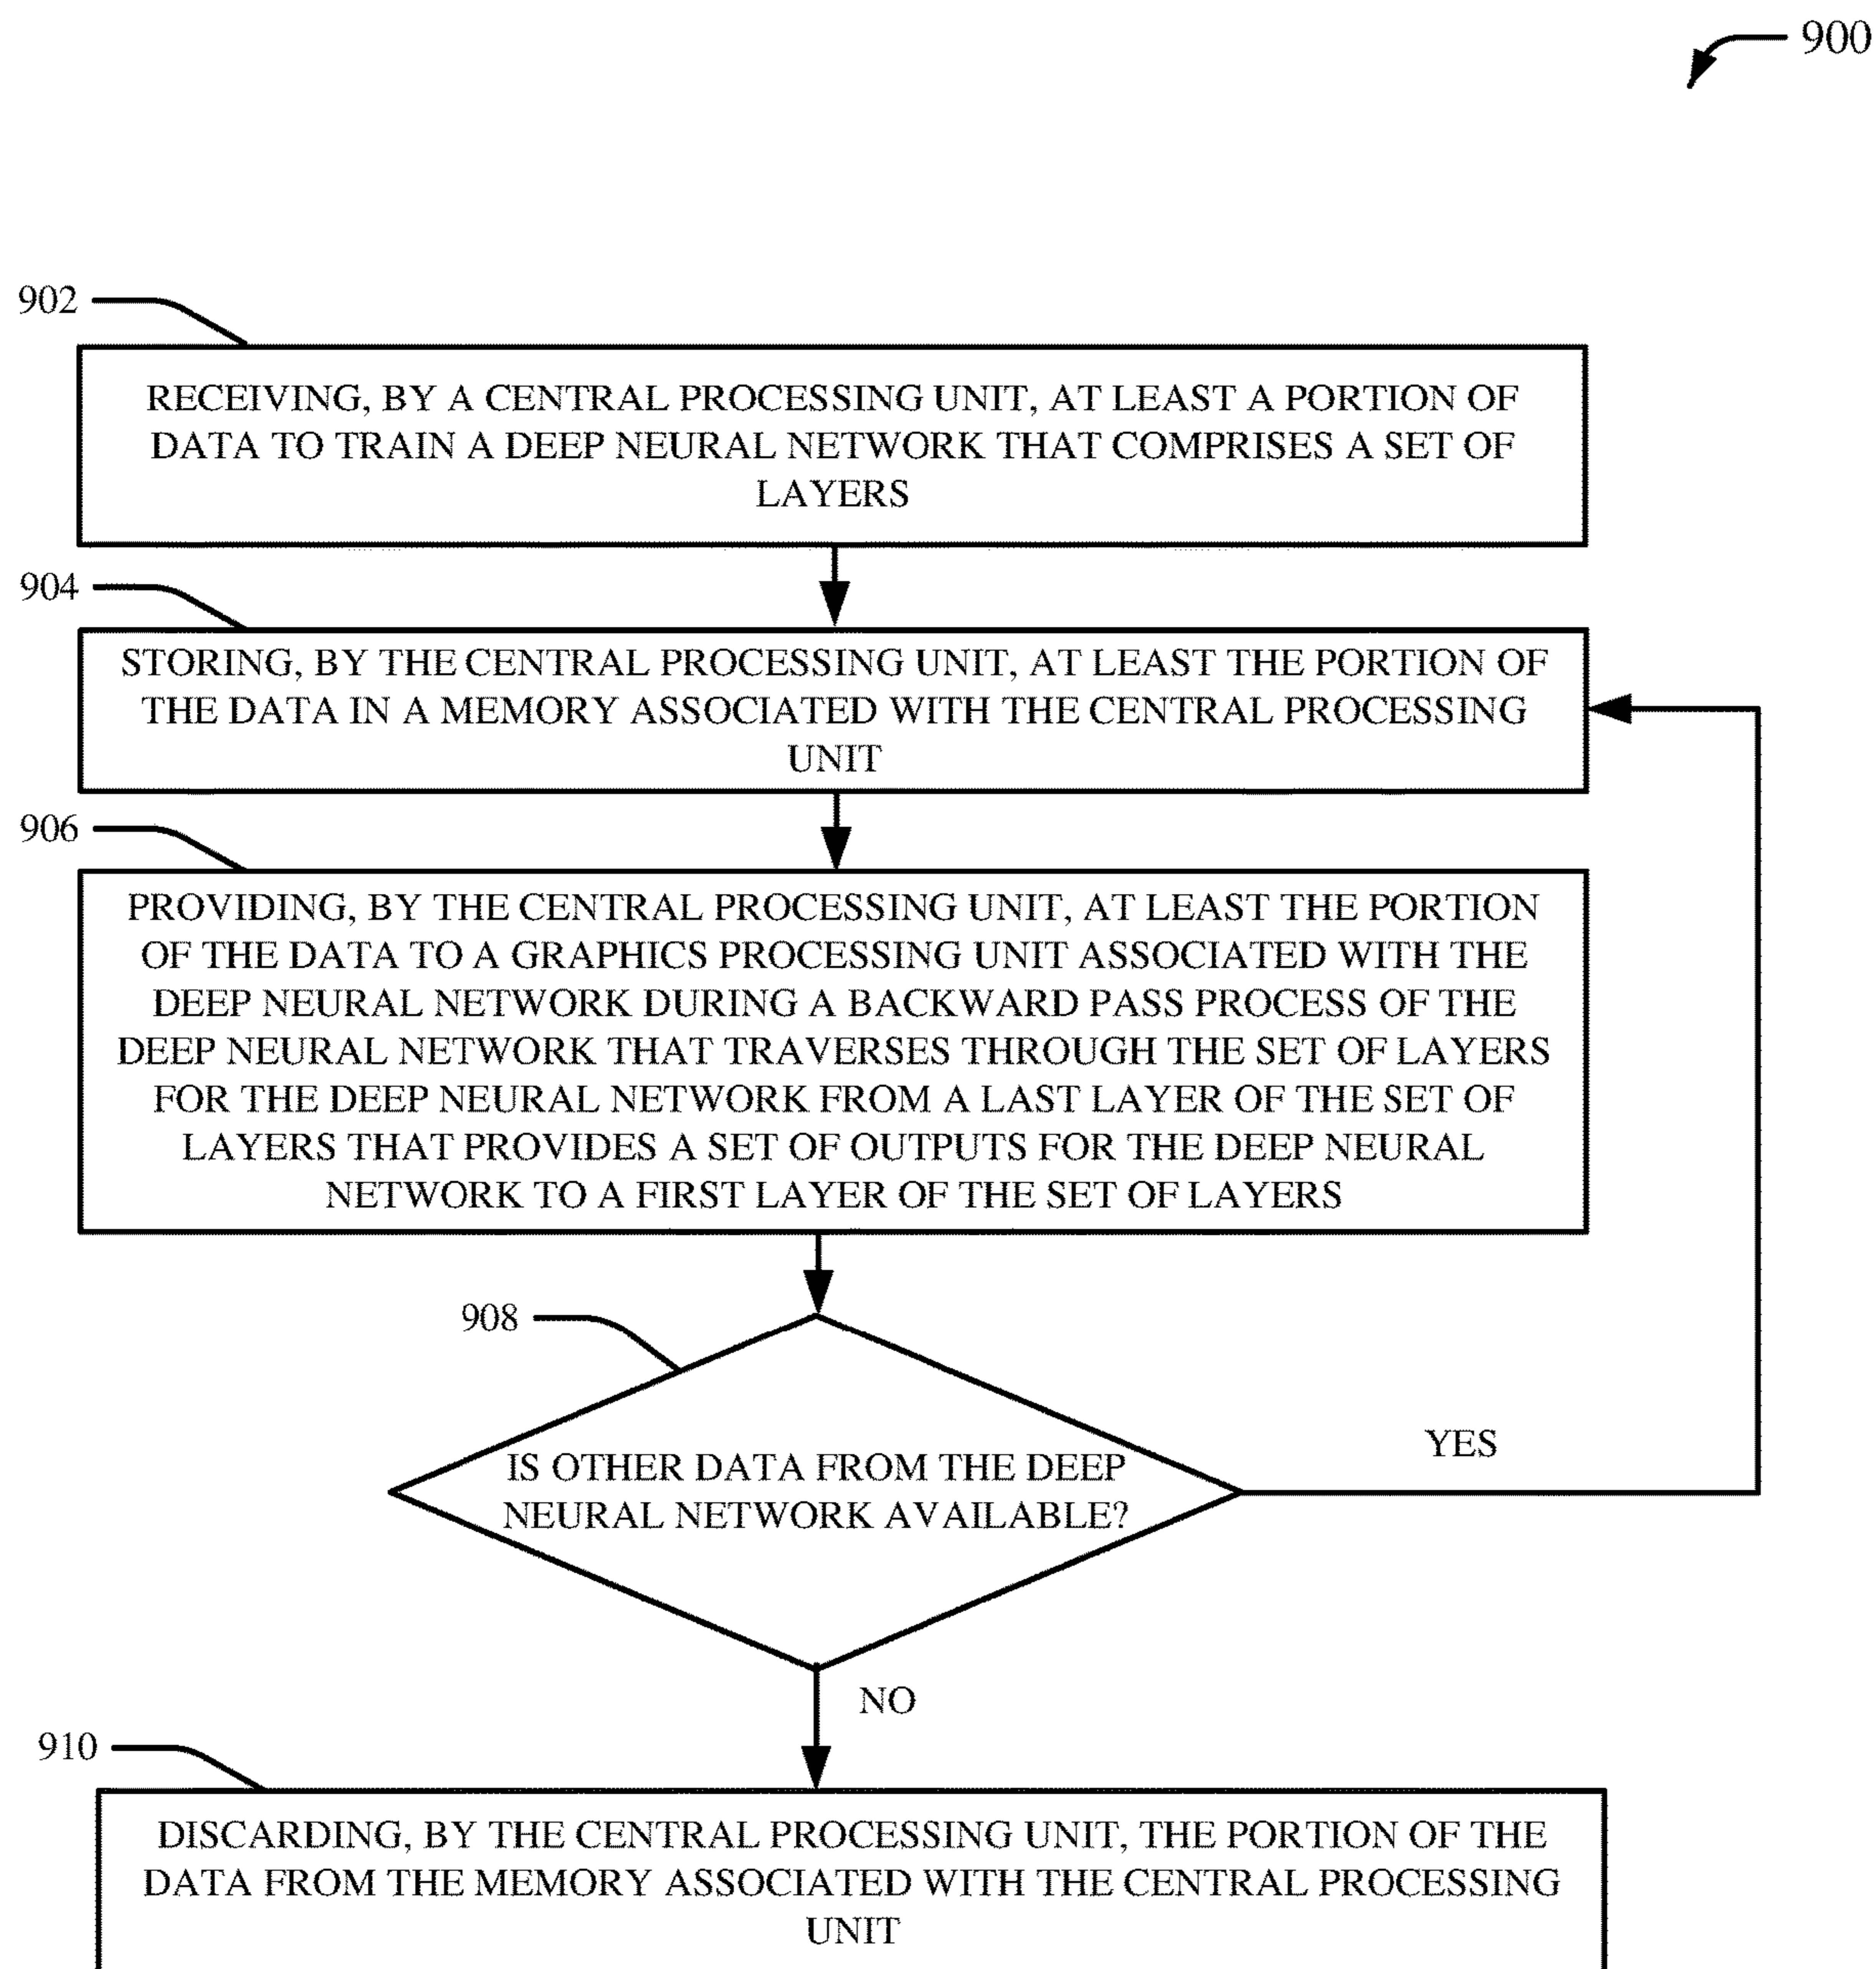 900
902
RECEIVING, BY A CENTRAL PROCESSING UNIT, AT LEAST A PORTION OF
DATA TO TRAIN A DEEP NEURAL NETWORK THAT COMPRISES A SET OF
LAYERS
904
STORING, BY THE CENTRAL PROCESSING UNIT, AT LEAST THE PORTION OF
THE DATA IN A MEMORY ASSOCIATED WITH THE CENTRAL PROCESSING
UNIT
906
PROVIDING, BY THE CENTRAL PROCESSING UNIT, AT LEAST THE PORTION
OF THE DATA TO A GRAPHICS PROCESSING UNIT ASSOCIATED WITH THE
DEEP NEURAL NETWORK DURING A BACKWARD PASS PROCESS OF THE
DEEP NEURAL NETWORK THAT TRAVERSES THROUGH THE SET OF LAYERS
FOR THE DEEP NEURAL NETWORK FROM A LAST LAYER OF THE SET OF
LAYERS THAT PROVIDES A SET OF OUTPUTS FOR THE DEEP NEURAL
NETWORK TO A FIRST LAYER OF THE SET OF LAYERS
908
IS OTHER DATA FROM THE DEEP
NEURAL NETWORK AVAILABLE?
YES
NO
910
DISCARDING, BY THE CENTRAL PROCESSING UNIT, THE PORTION OF THE
DATA FROM THE MEMORY ASSOCIATED WITH THE CENTRAL PROCESSING
UNIT